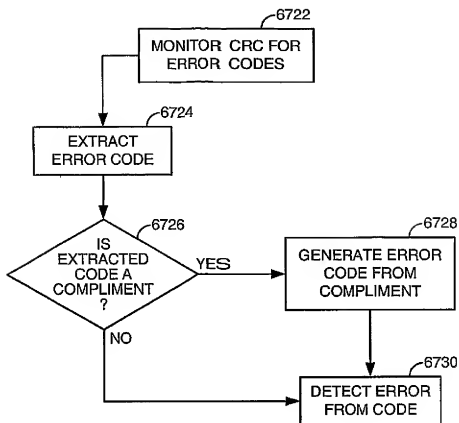 6722
MONITOR CRC FOR
ERROR CODES
6724
EXTRACT
ERROR CODE
6726
IS
EXTRACTED
CODE A
COMPLIMENT
?
YES
NO
6728
GENERATE ERROR
CODE FROM
COMPLIMENT
6730
DETECT ERROR
FROM CODE